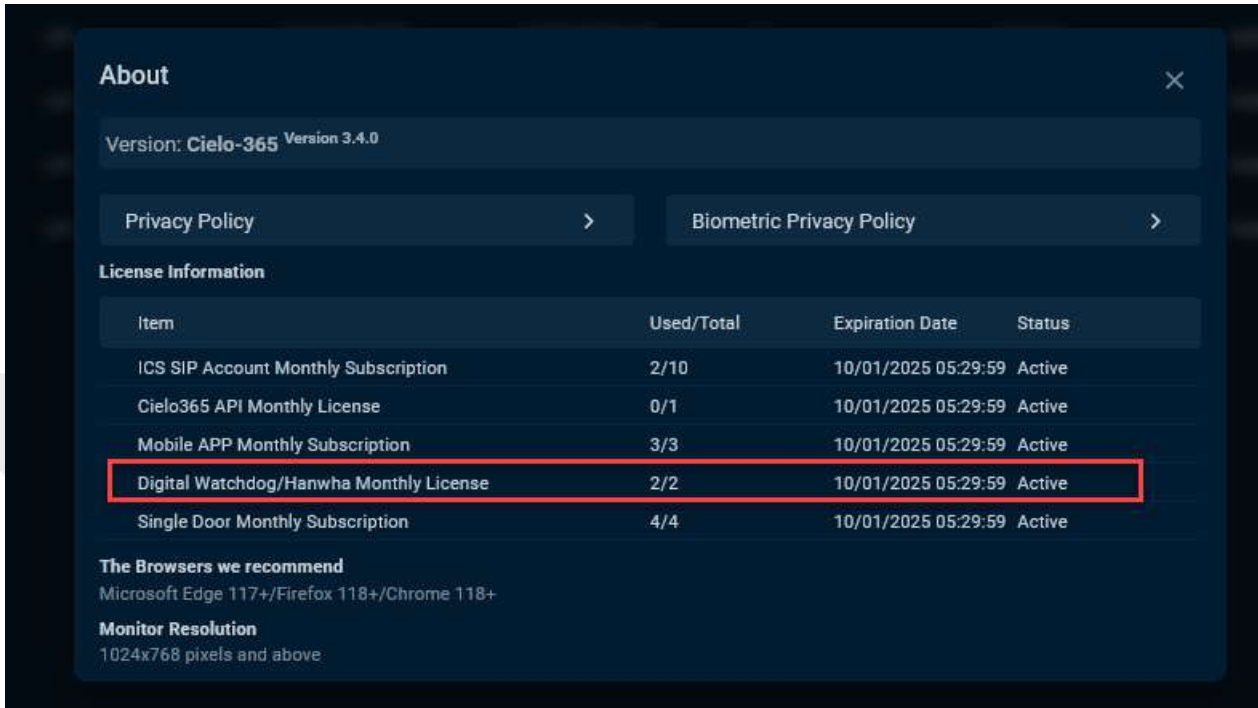 About
Version: Cielo-365 Version 3.4.0
Privacy Policy
Biometric Privacy Policy
License Information
Item Used/Total Expiration Date Status
ICS SIP Account Monthly Subscription 2/10 10/01/2025 05:29:59 Active
Cielo365 API Monthly License 0/1 10/01/2025 05:29:59 Active
Mobile APP Monthly Subscription 3/3 10/01/2025 05:29:59 Active
Digital Watchdog/Hanwha Monthly License 2/2 10/01/2025 05:29:59 Active
Single Door Monthly Subscription 4/4 10/01/2025 05:29:59 Active
The Browsers we recommend
Microsoft Edge 117+/Firefox 118+/Chrome 118+
Monitor Resolution
1024x768 pixels and above